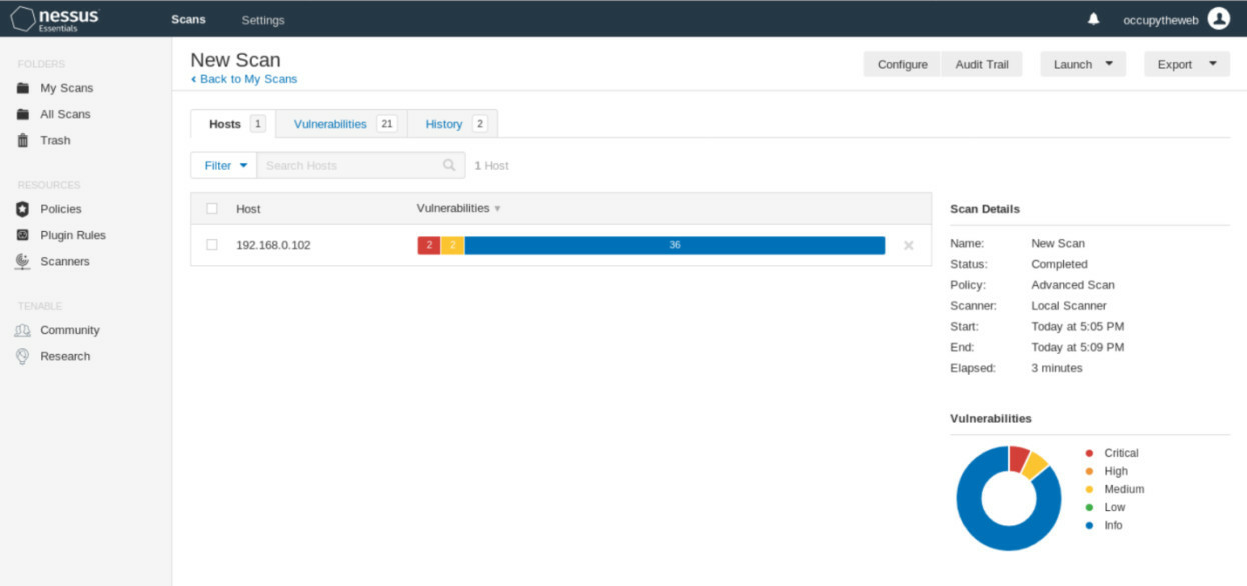 nessus
Essentials
Scans
Settings
occupytheweb
FOLDERS
My Scans
All Scans
Trash
RESOURCES
Policies
Plugin Rules
Scanners
TENABLE
Community
Research
New Scan
‹ Back to My Scans
Configure
Audit Trail
Launch
Export
Hosts 1
Vulnerabilities 21
History 2
Filter
Search Hosts
1 Host
Host
Vulnerabilities
192.168.0.102
2
2
36
Scan Details
Name: New Scan
Status: Completed
Policy: Advanced Scan
Scanner: Local Scanner
Start: Today at 5:05 PM
End: Today at 5:09 PM
Elapsed: 3 minutes
Vulnerabilities
Critical
High
Medium
Low
Info